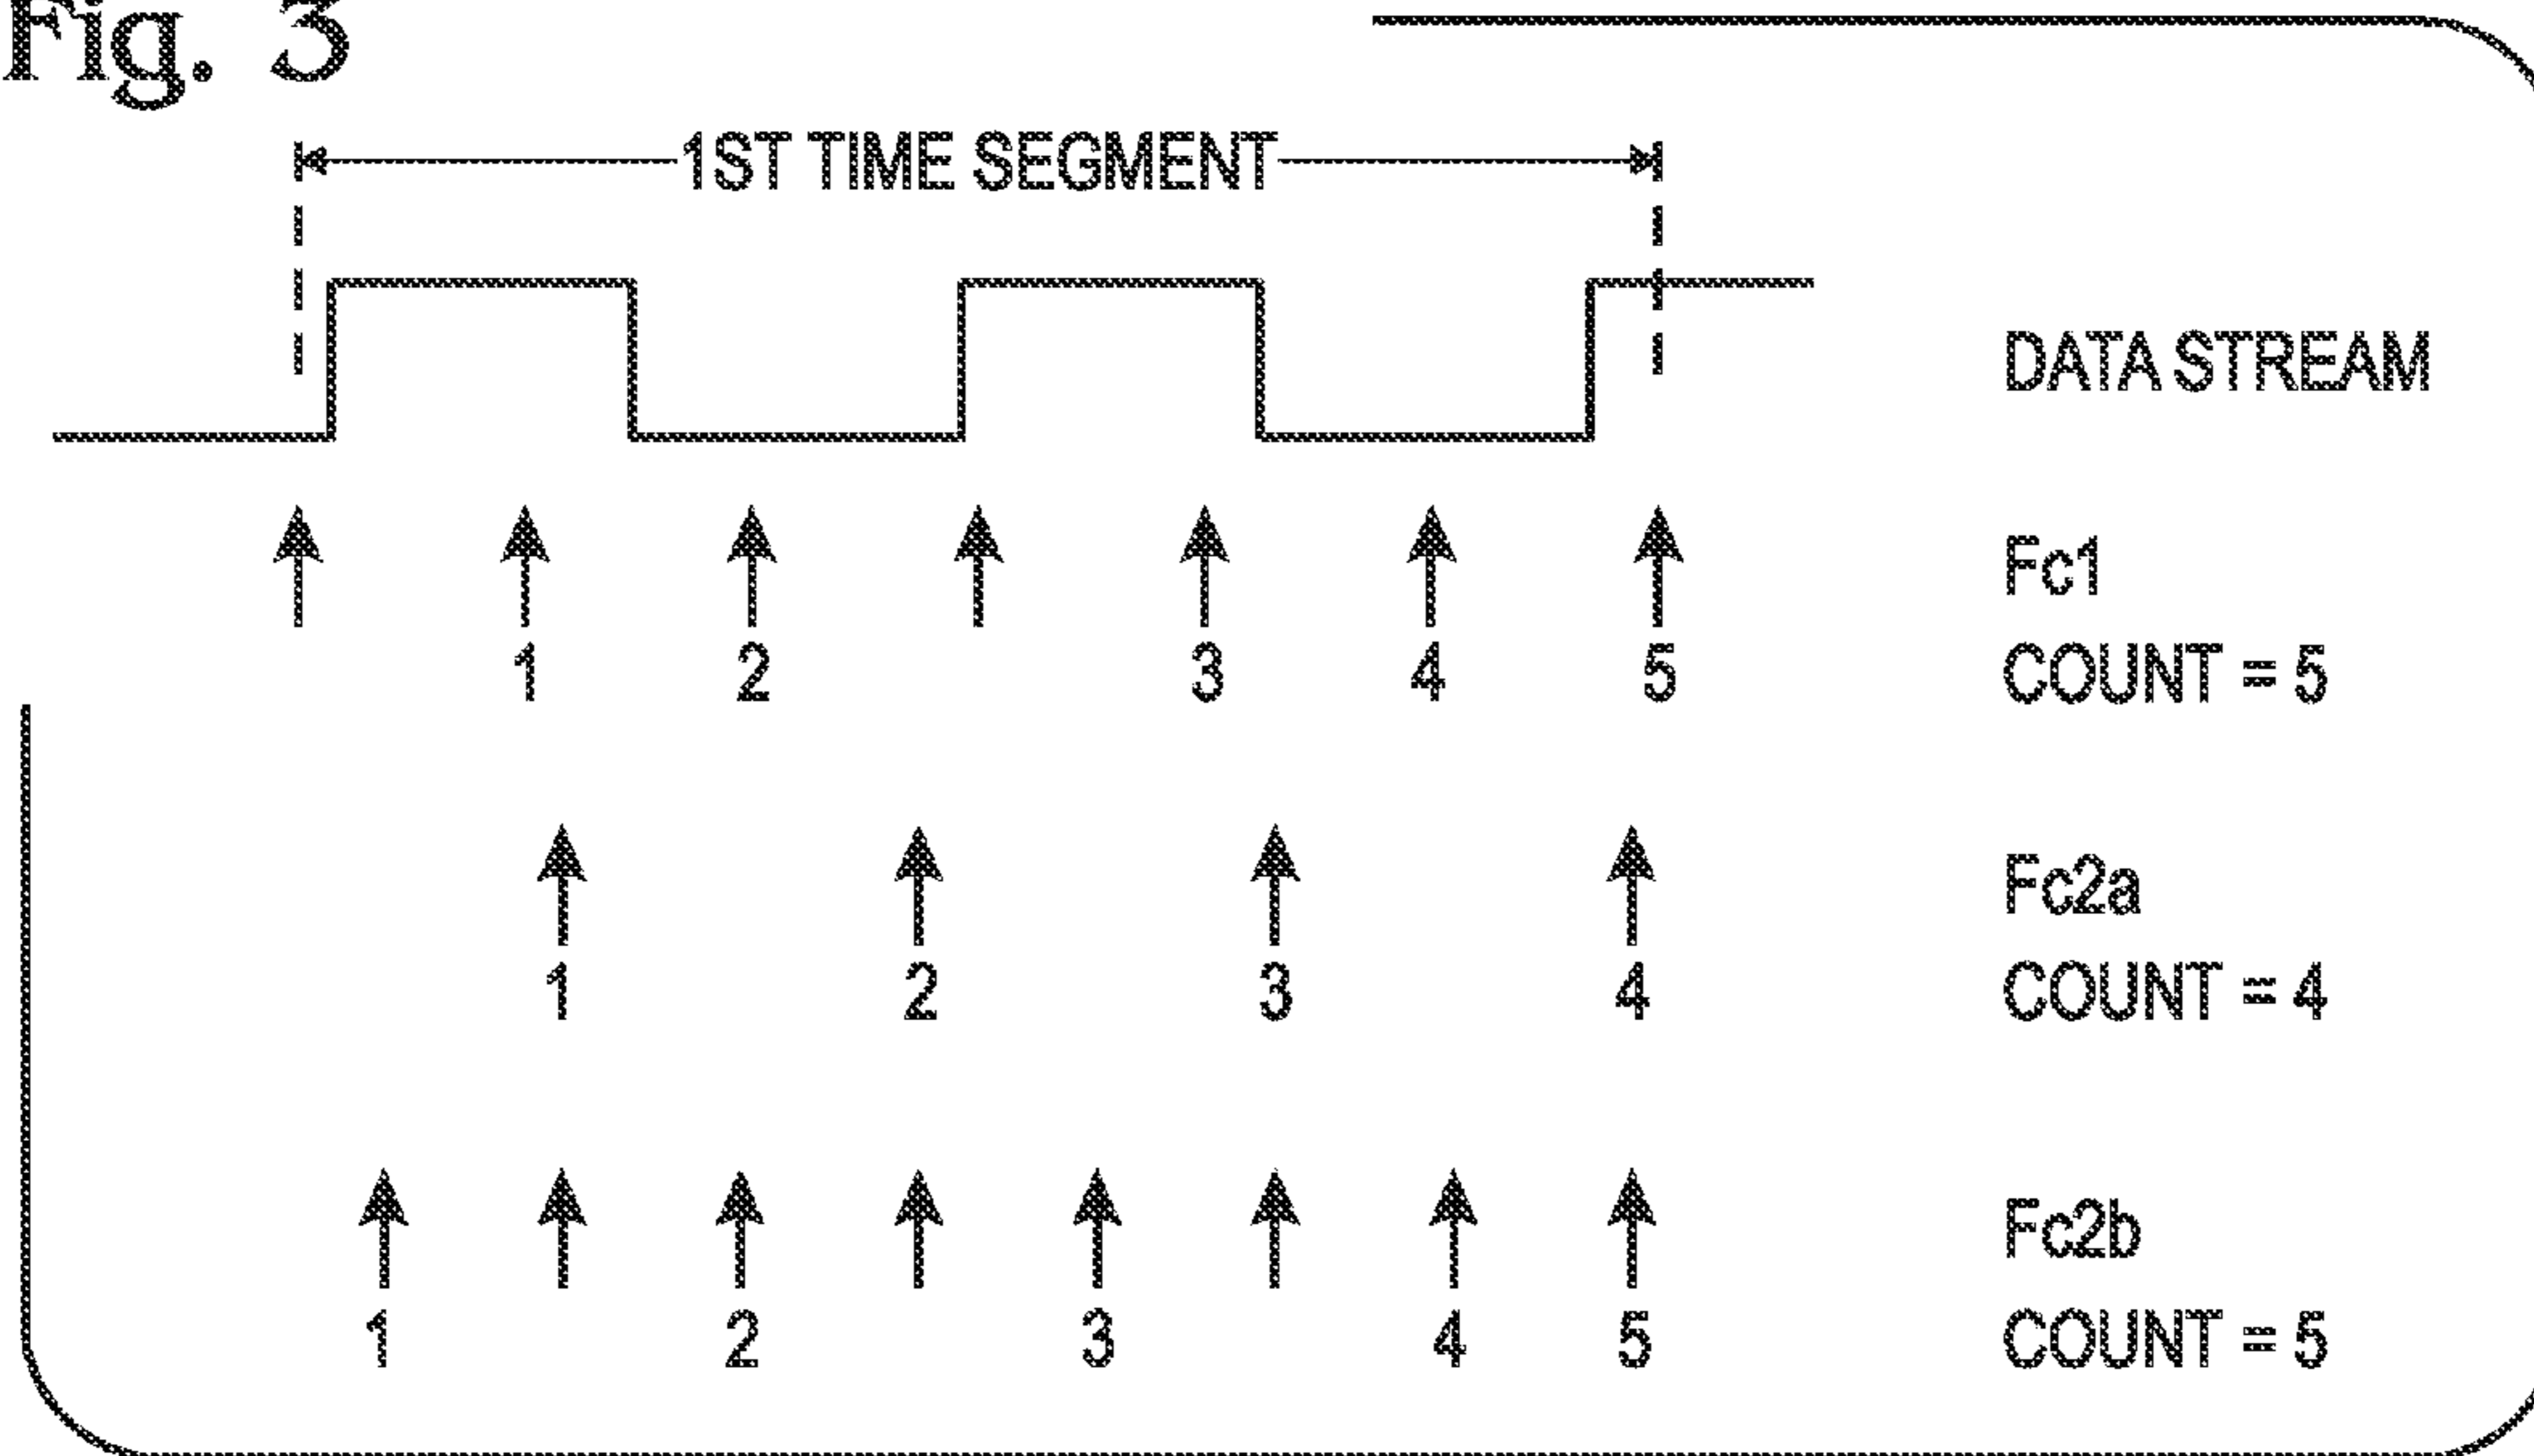 Fig. 3
1ST TIME SEGMENT
DATA STREAM
Fc1
1 2 3 4 5 COUNT = 5
Fc2a
1 2 3 4 COUNT = 4
Fc2b
1 2 3 4 5 COUNT = 5